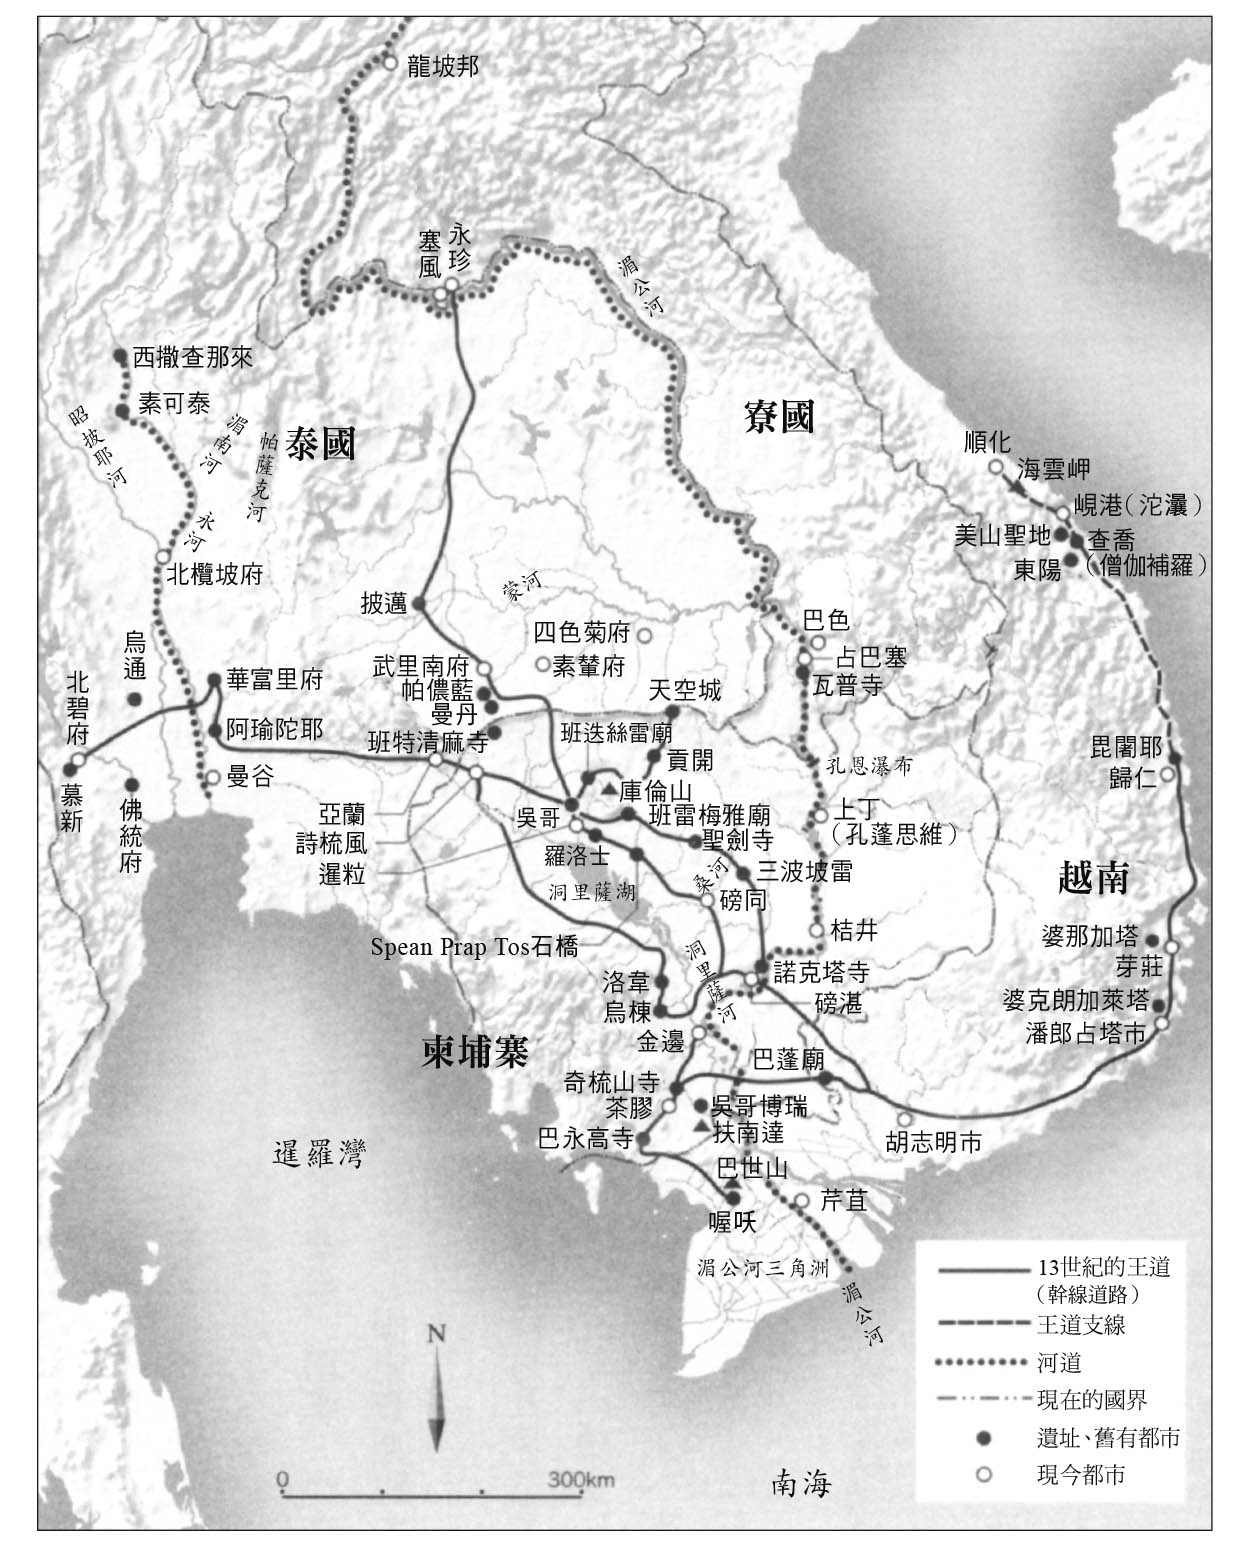 龍坡邦
永珍
塞風
湄公河
西撒查那來
素可泰
昭披耶河
湄南河
帕薩克河
泰國
寮國
永河
順化
海雲岬
峴港（沱灢）
美山聖地
查喬
（僧伽補羅）
東陽
北欖坡府
披邁
蒙河
四色菊府
素輦府
巴色
占巴塞
瓦普寺
烏通
北碧府
華富里府
武里南府
帕儂藍
曼丹
天空城
阿瑜陀耶
班特清麻寺
班迭絲雷廟
貢開
孔恩瀑布
毘闍耶
歸仁
曼谷
慕新
佛統府
亞蘭
詩梳風
暹粒
吳哥
庫倫山
班雷梅雅廟
上丁
（孔蓬思維）
聖劍寺
羅洛士
洞里薩湖
桑河
三波坡雷
磅同
越南
Spean Prap Tos石橋
桔井
婆那加塔
芽莊
洞里薩河
洛韋
烏棟
諾克塔寺
磅湛
婆克朗加萊塔
潘郎占塔市
柬埔寨
金邊
巴蓬廟
奇梳山寺
茶膠
吳哥博瑞
扶南達
巴永高寺
胡志明市
暹羅灣
巴世山
喔吠
芹苴
湄公河三角洲
湄公河
13世紀的王道
（幹線道路）
王道支線
河道
現在的國界
遺址、舊有都市
現今都市
N
0
300km
南海